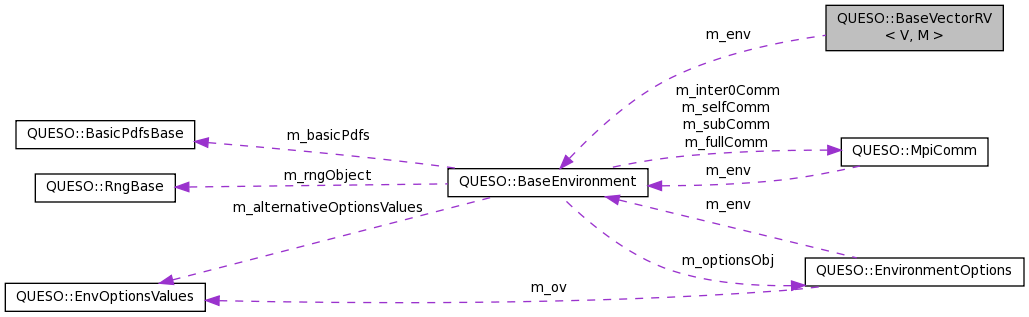 QUESO::BaseVectorRV
< V, M >
m_env
m_inter0Comm
m_selfComm
m_subComm
m_fullComm
QUESO::BasicPdfsBase
m_basicPdfs
QUESO::MpiComm
m_env
QUESO::RngBase
m_rngObject
QUESO::BaseEnvironment
m_alternativeOptionsValues
m_env
m_optionsObj
QUESO::EnvironmentOptions
QUESO::EnvOptionsValues
m_ov